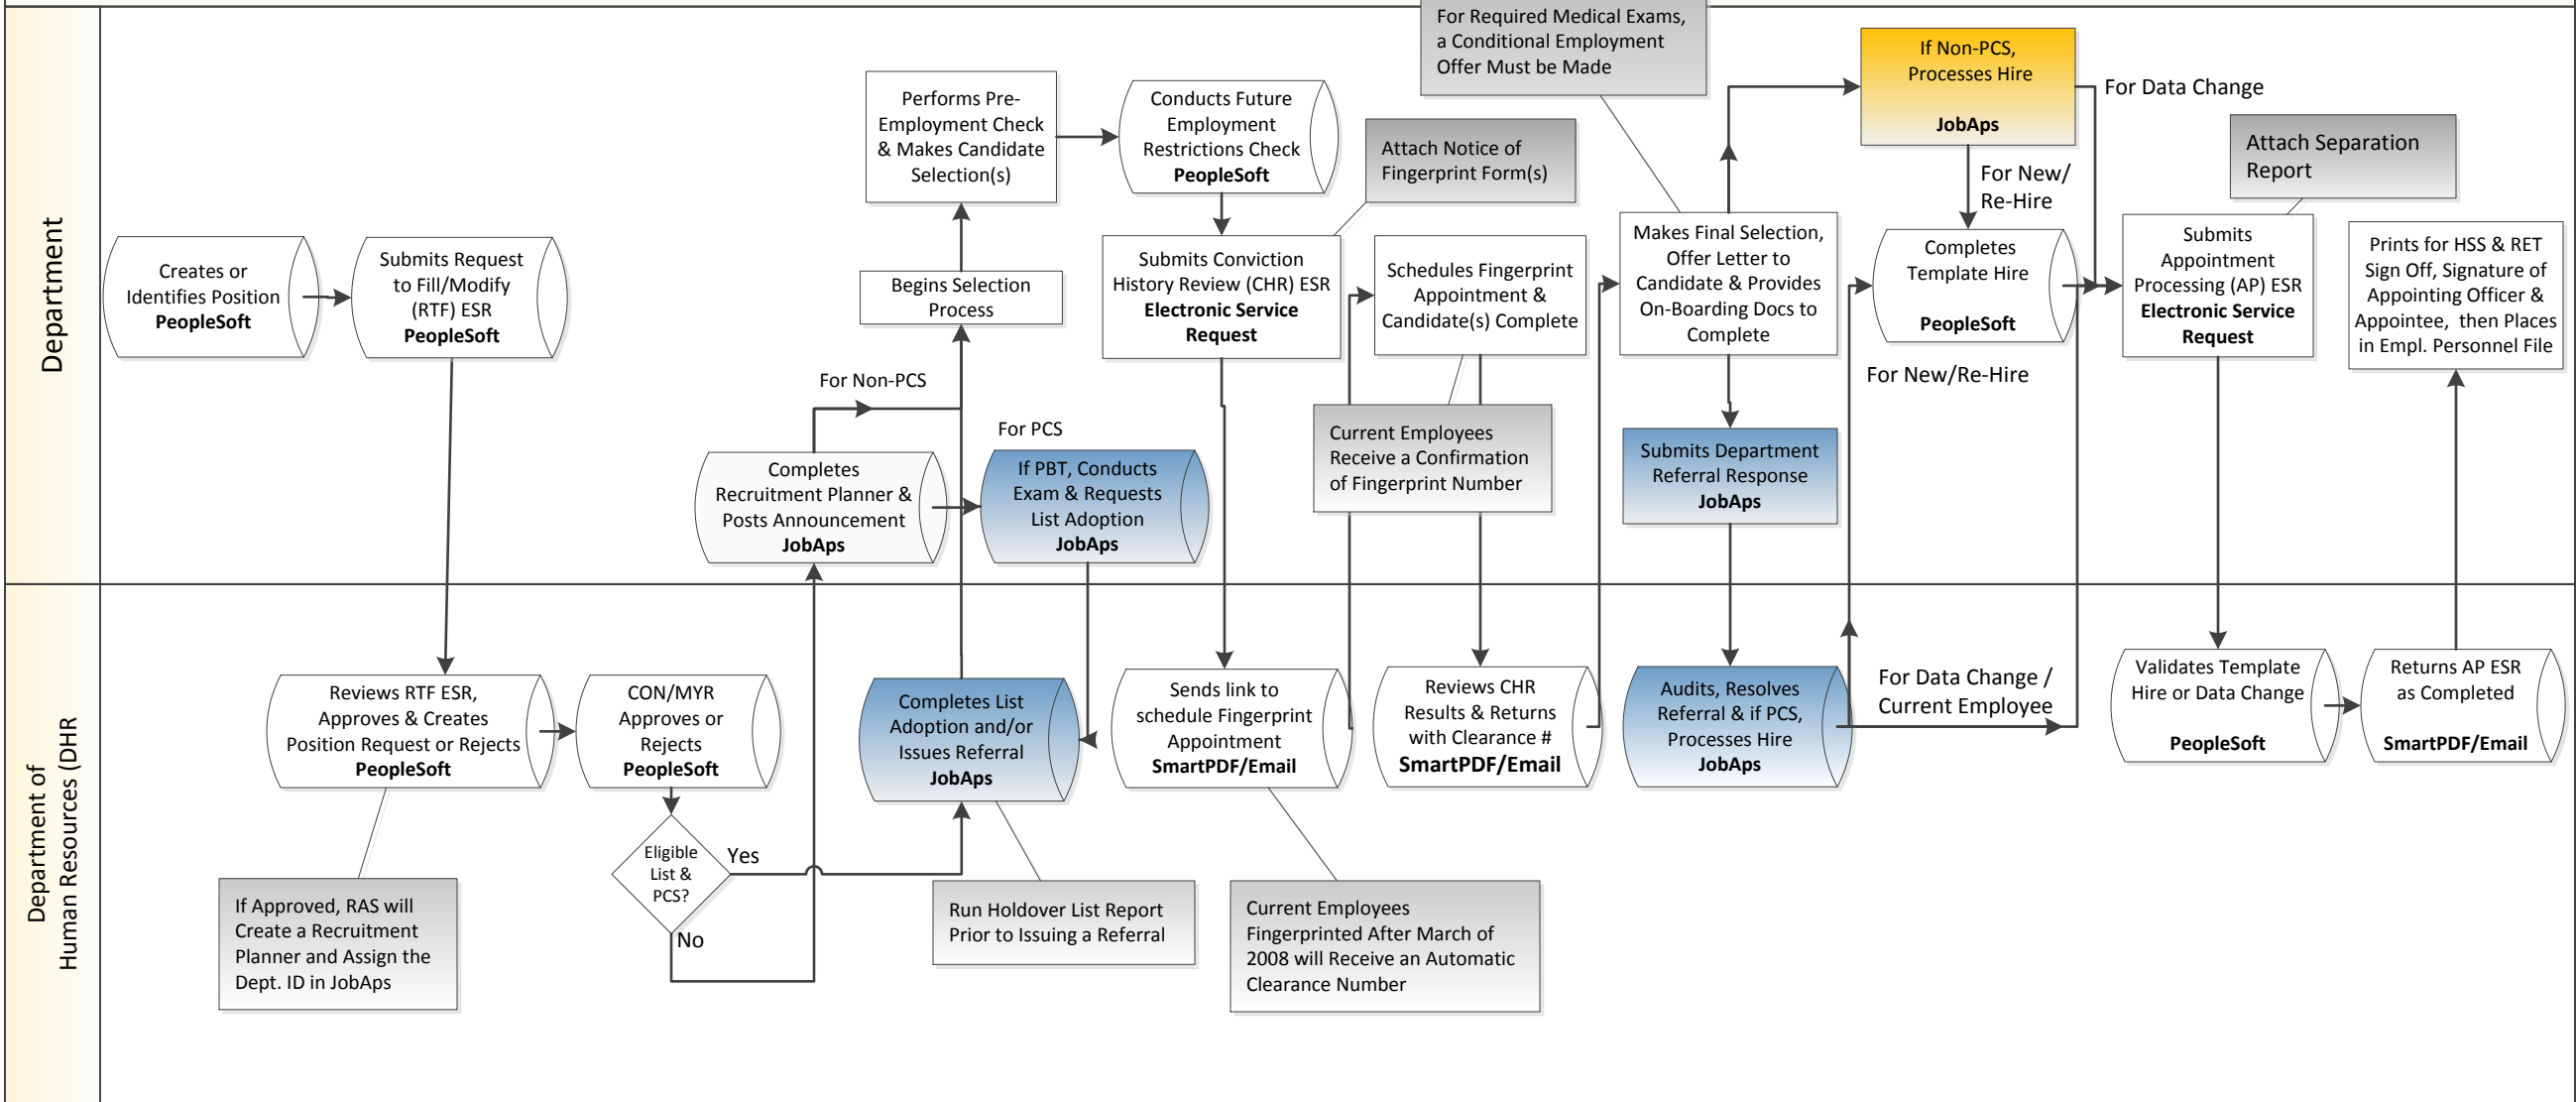 Department
Creates or
Identifies Position
PeopleSoft
Submits Request
to Fill/Modify
(RTF) ESR
PeopleSoft
Completes
Recruitment Planner &
Posts Announcement
JobAps
For Non-PCS
Begins Selection
Process
Performs Pre-
Employment Check
& Makes Candidate
Selection(s)
Conducts Future
Employment
Restrictions Check
PeopleSoft
For PCS
If PBT, Conducts
Exam & Requests
List Adoption
JobAps
Submits Conviction
History Review (CHR) ESR
Electronic Service
Request
Attach Notice of
Fingerprint Form(s)
Schedules Fingerprint
Appointment &
Candidate(s) Complete
Current Employees
Receive a Confirmation
of Fingerprint Number
For Required Medical Exams,
a Conditional Employment
Offer Must be Made
Makes Final Selection,
Offer Letter to
Candidate & Provides
On-Boarding Docs to
Complete
Submits Department
Referral Response
JobAps
If Non-PCS,
Processes Hire
JobAps
For Data Change
For New/
Re-Hire
Completes
Template Hire
PeopleSoft
For New/Re-Hire
Attach Separation
Report
Submits
Appointment
Processing (AP) ESR
Electronic Service
Request
Prints for HSS & RET
Sign Off, Signature of
Appointing Officer &
Appointee, then Places
in Empl. Personnel File
Department of
Human Resources (DHR
Reviews RTF ESR,
Approves & Creates
Position Request or Rejects
PeopleSoft
If Approved, RAS will
Create a Recruitment
Planner and Assign the
Dept. ID in JobAps
CON/MYR
Approves or
Rejects
PeopleSoft
Eligible
List &
PCS?
Yes
No
Completes List
Adoption and/or
Issues Referral
JobAps
Run Holdover List Report
Prior to Issuing a Referral
Sends link to
schedule Fingerprint
Appointment
SmartPDF/Email
Current Employees
Fingerprinted After March of
2008 will Receive an Automatic
Clearance Number
Reviews CHR
Results & Returns
with Clearance #
SmartPDF/Email
Audits, Resolves
Referral & if PCS,
Processes Hire
JobAps
For Data Change /
Current Employee
Validates Template
Hire or Data Change
PeopleSoft
Returns AP ESR
as Completed
SmartPDF/Email